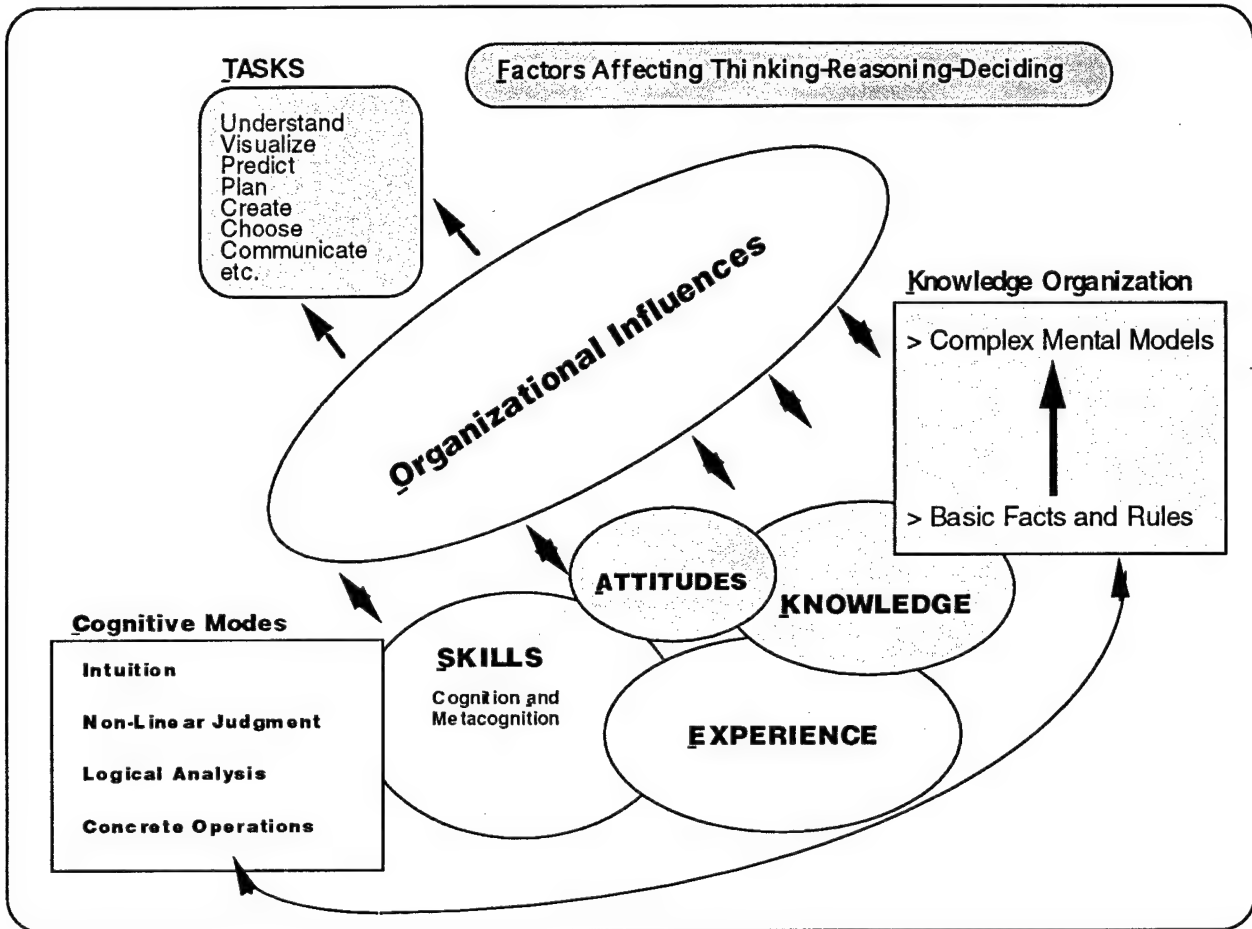 TASKS
Understand
Visualize
Predict
Plan
Create
Choose
Communicate
etc.
Factors Affecting Thinking-Reasoning-Deciding
Organizational Influences
Knowledge Organization
> Complex Mental Models
> Basic Facts and Rules
ATTITUDES
KNOWLEDGE
SKILLS
Cognition and
Metacognition
EXPERIENCE
Cognitive Modes
Intuition
Non-Linear Judgment
Logical Analysis
Concrete Operations